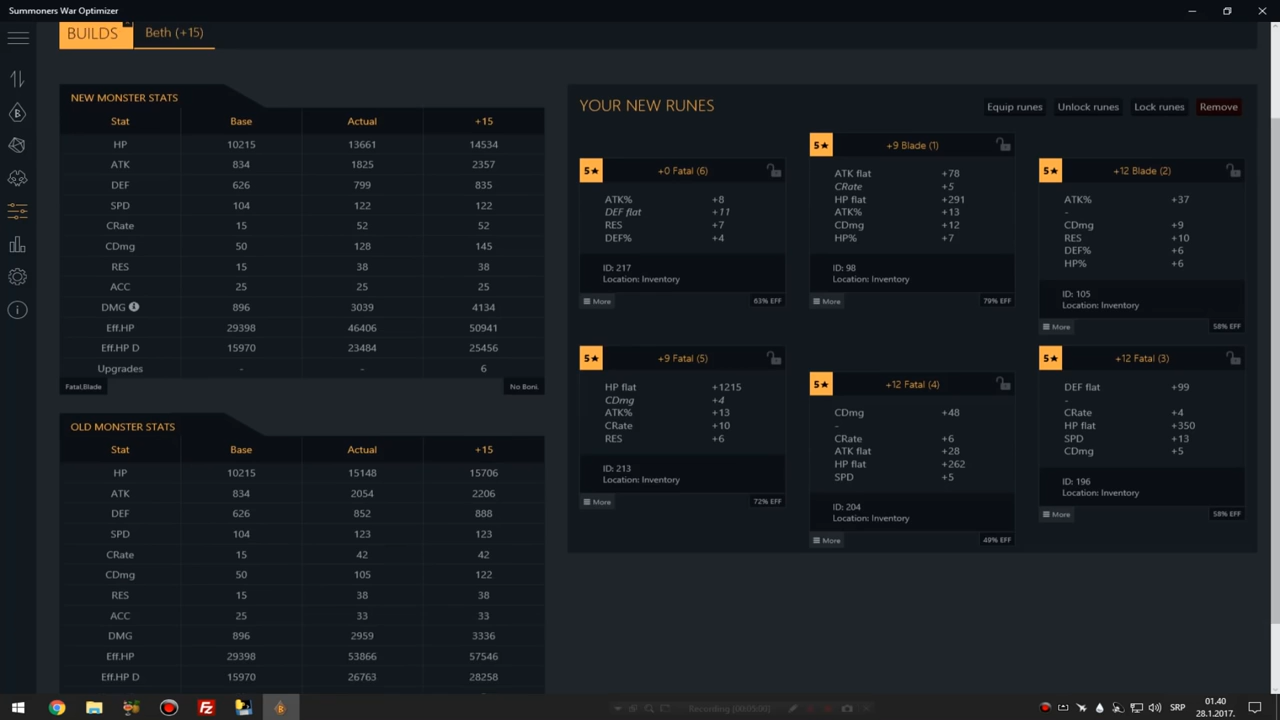 Summoners War Optimizer
BUILDS
Beth (+15)
NEW MONSTER STATS
Stat Base Actual +15
HP 10215 13661 14534
ATK 834 1825 2357
DEF 626 799 835
SPD 104 122 122
CRate 15 52 52
CDmg 50 128 145
RES 15 38 38
ACC 25 25 25
DMG 896 3039 4134
Eff.HP 29398 46406 50941
Eff.HP D 15970 23484 25456
Upgrades - - 6
Fatal,Blade
No Boni.
OLD MONSTER STATS
Stat Base Actual +15
HP 10215 15148 15706
ATK 834 2054 2206
DEF 626 852 888
SPD 104 123 123
CRate 15 42 42
CDmg 50 105 122
RES 15 38 38
ACC 25 33 33
DMG 896 2959 3336
Eff.HP 29398 53866 57546
Eff.HP D 15970 26763 28258
YOUR NEW RUNES
Equip runes
Unlock runes
Lock runes
Remove
5★ +0 Fatal (6)
ATK% +8
DEF flat +11
RES +7
DEF% +4
ID: 217
Location: Inventory
More
63% EFF
5★ +9 Blade (1)
ATK flat +78
CRate +5
HP flat +291
ATK% +13
CDmg +12
HP% +7
ID: 98
Location: Inventory
More
79% EFF
5★ +12 Blade (2)
ATK% +37
-
CDmg +9
RES +10
DEF% +6
HP% +6
ID: 105
Location: Inventory
More
58% EFF
5★ +9 Fatal (5)
HP flat +1215
CDmg +4
ATK% +13
CRate +10
RES +6
ID: 213
Location: Inventory
More
72% EFF
5★ +12 Fatal (4)
CDmg +48
-
CRate +6
ATK flat +28
HP flat +262
SPD +5
ID: 204
Location: Inventory
More
49% EFF
5★ +12 Fatal (3)
DEF flat +99
-
CRate +4
HP flat +350
SPD +13
CDmg +5
ID: 196
Location: Inventory
More
58% EFF
Recording [00:05:00]
SRP
01.40
28.1.2017.